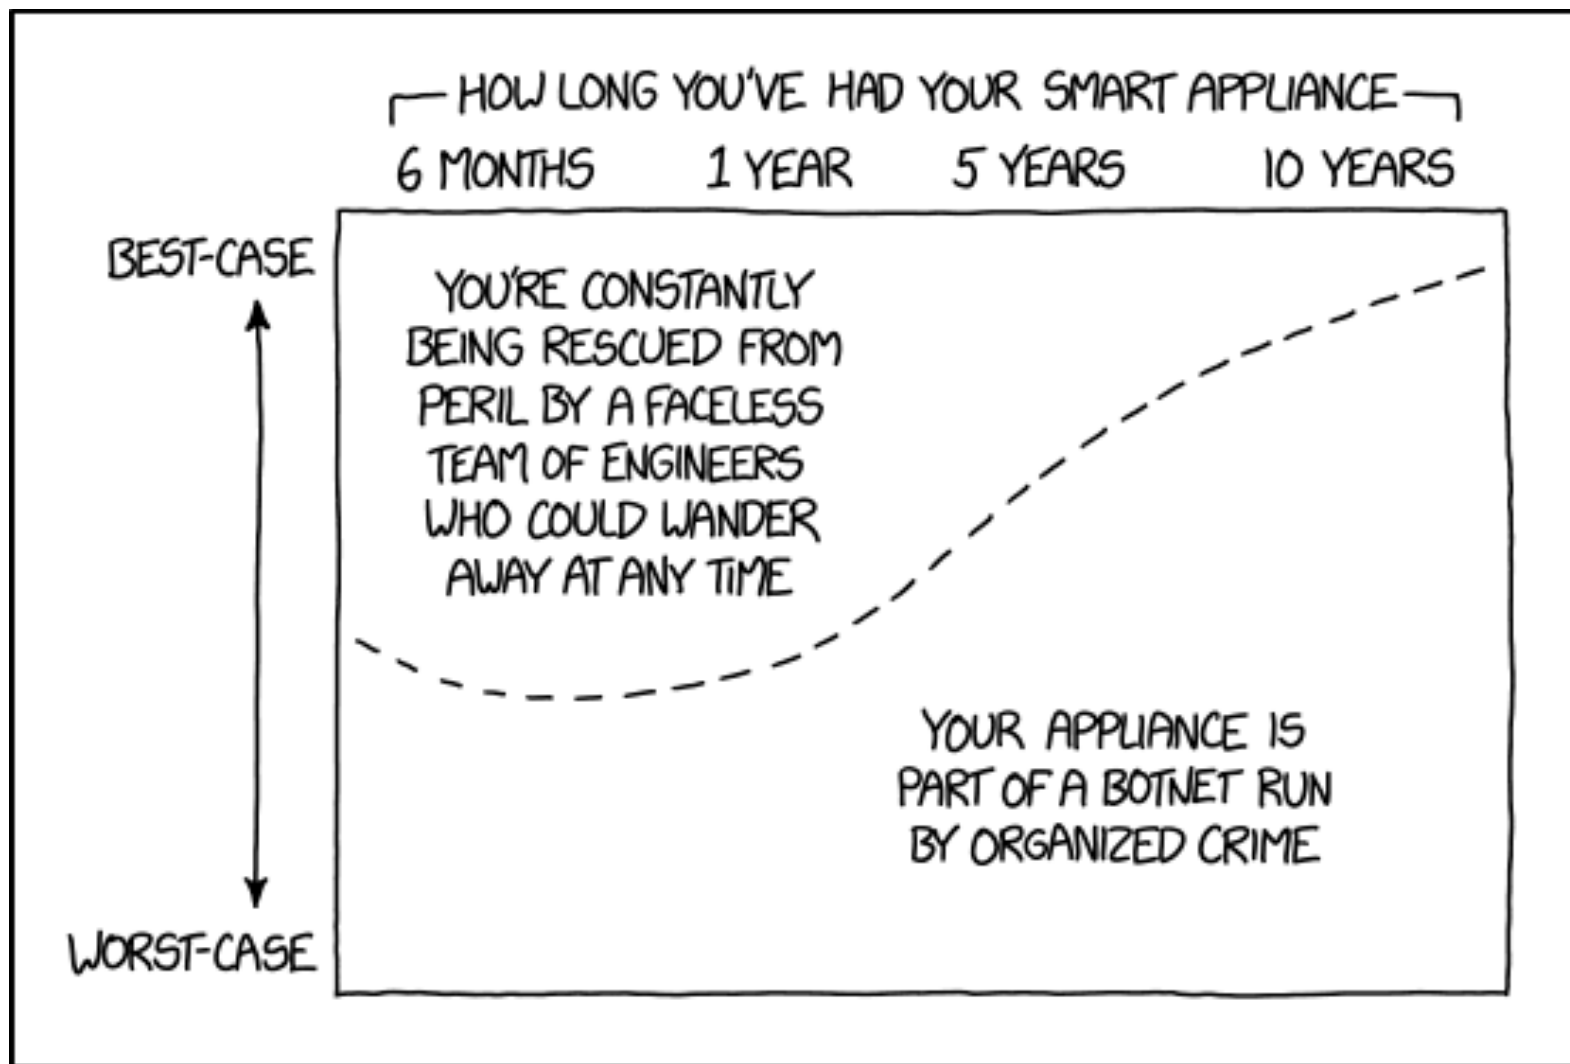 HOW LONG YOU'VE HAD YOUR SMART APPLIANCE
6 MONTHS 1 YEAR 5 YEARS 10 YEARS
BEST-CASE
YOU'RE CONSTANTLY
BEING RESCUED FROM
PERIL BY A FACELESS
TEAM OF ENGINEERS
WHO COULD WANDER
AWAY AT ANY TIME
YOUR APPLIANCE IS
PART OF A BOTNET RUN
BY ORGANIZED CRIME
WORST-CASE